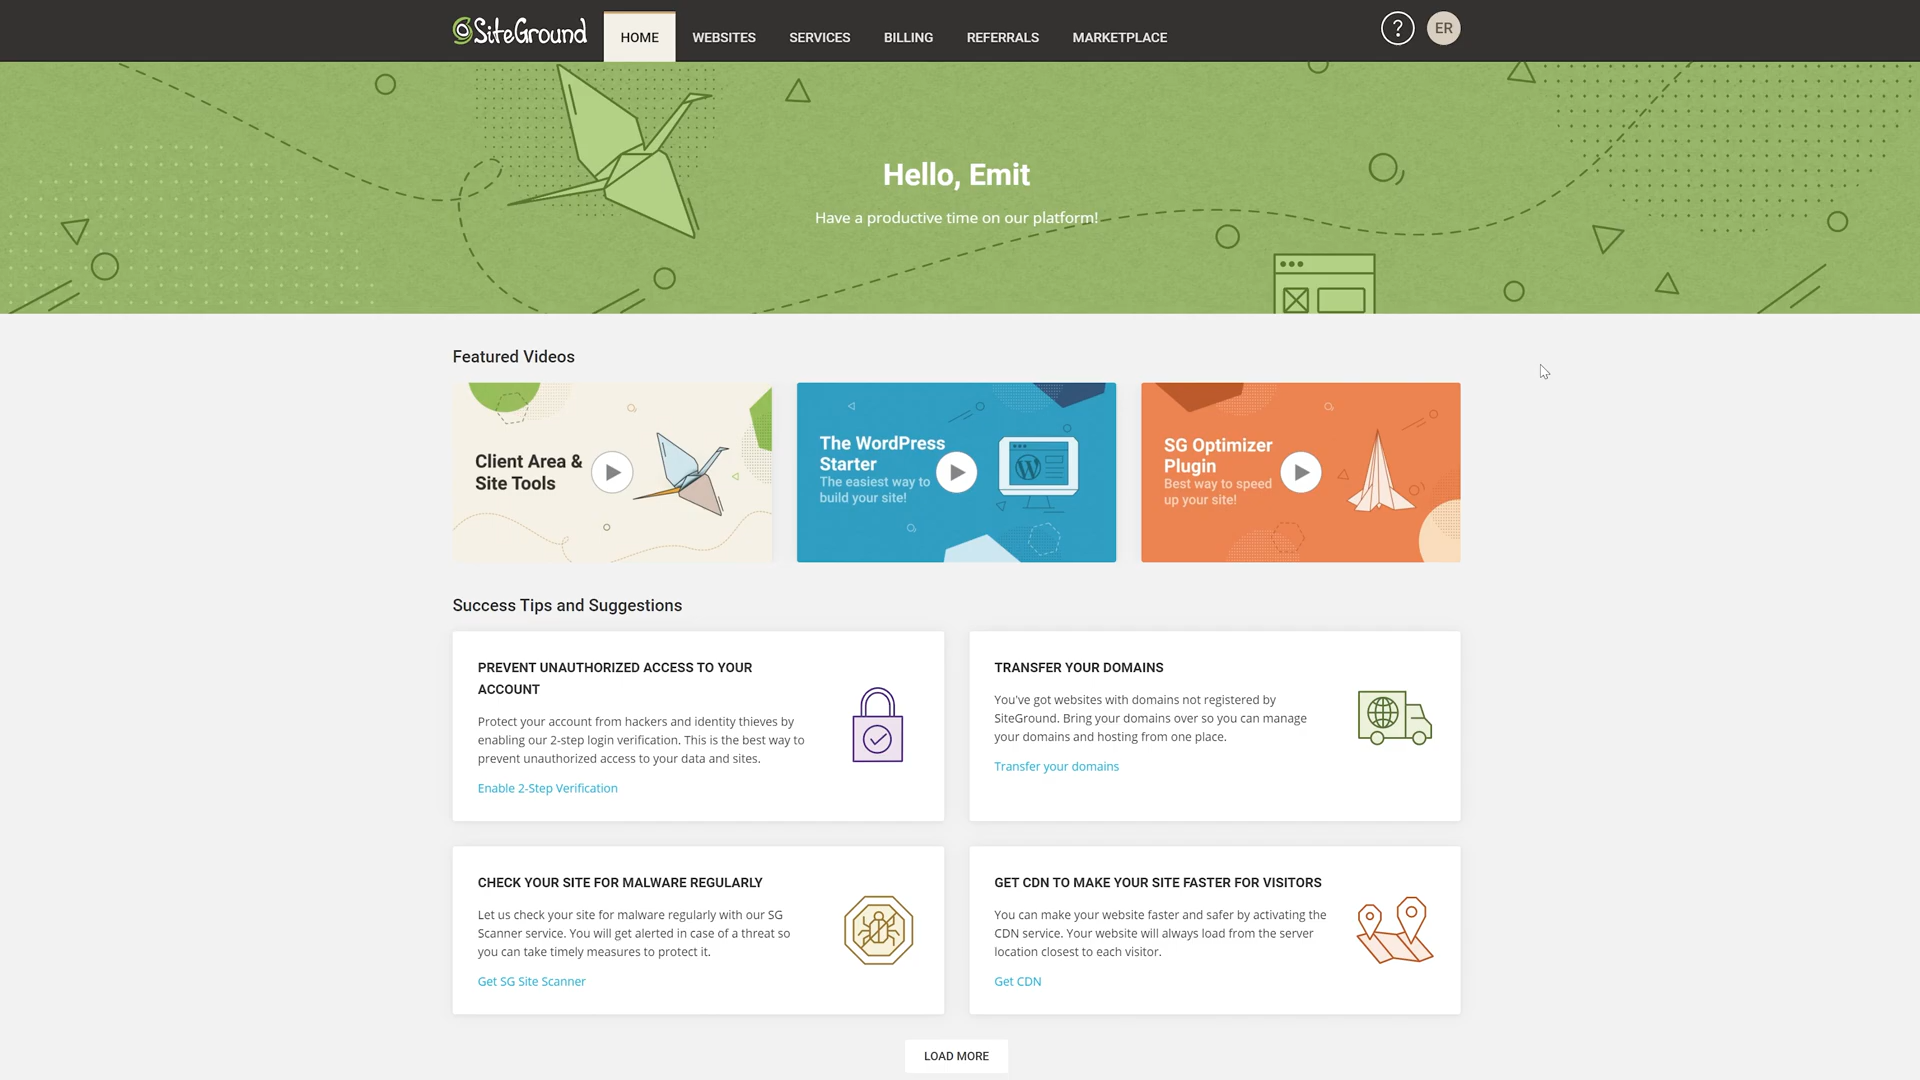 SiteGround
HOME
WEBSITES
SERVICES
BILLING
REFERRALS
MARKETPLACE
?
ER
Hello, Emit
Have a productive time on our platform!
Featured Videos
Client Area &
Site Tools
The WordPress
Starter
The easiest way to
build your site!
SG Optimizer
Plugin
Best way to speed
up your site!
Success Tips and Suggestions
PREVENT UNAUTHORIZED ACCESS TO YOUR
ACCOUNT
Protect your account from hackers and identity thieves by
enabling our 2-step login verification. This is the best way to
prevent unauthorized access to your data and sites.
Enable 2-Step Verification
TRANSFER YOUR DOMAINS
You've got websites with domains not registered by
SiteGround. Bring your domains over so you can manage
your domains and hosting from one place.
Transfer your domains
CHECK YOUR SITE FOR MALWARE REGULARLY
Let us check your site for malware regularly with our SG
Scanner service. You will get alerted in case of a threat so
you can take timely measures to protect it.
Get SG Site Scanner
GET CDN TO MAKE YOUR SITE FASTER FOR VISITORS
You can make your website faster and safer by activating the
CDN service. Your website will always load from the server
location closest to each visitor.
Get CDN
LOAD MORE